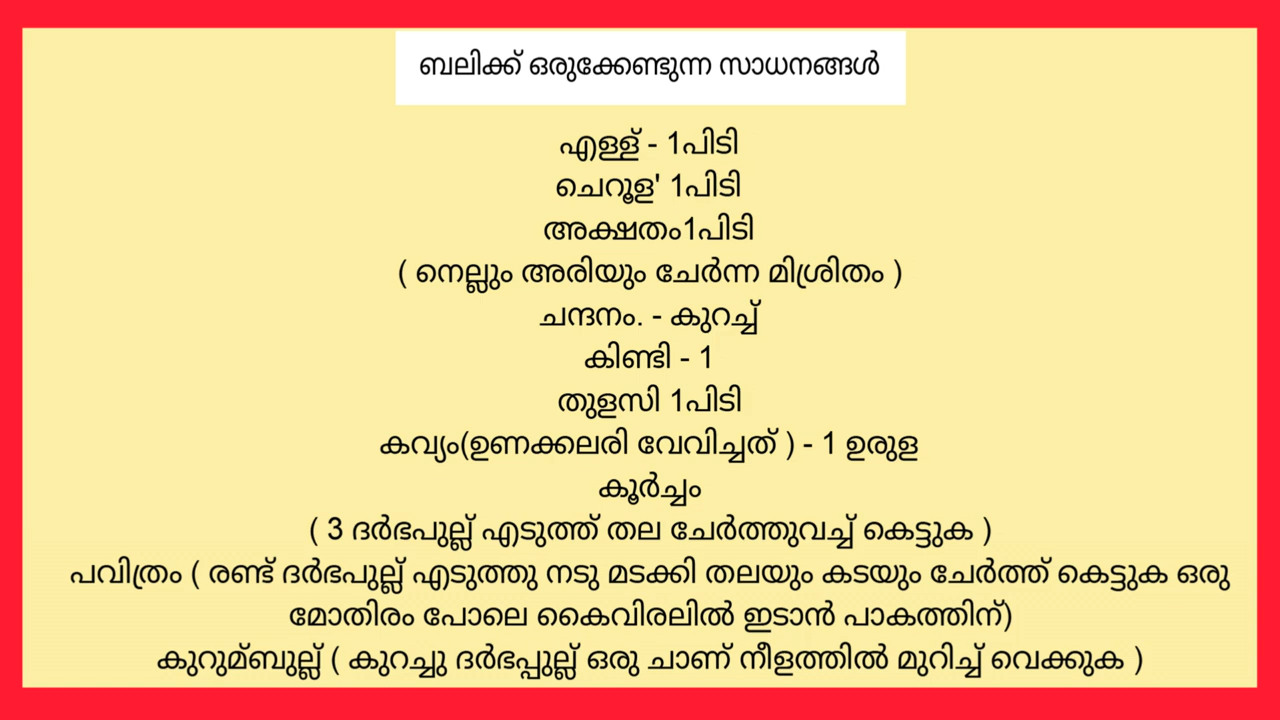 ബലിക്ക് ഒരുക്കേണ്ടുന്ന സാധനങ്ങൾ
എള്ള് - 1പിടി
ചെറൂള' 1പിടി
അക്ഷതം1പിടി
( നെല്ലും അരിയും ചേർന്ന മിശ്രിതം )
ചന്ദനം. - കുറച്ച്
കിണ്ടി - 1
തുളസി 1പിടി
കവ്യം(ഉണക്കലരി വേവിച്ചത് ) - 1 ഉരുള
കൂർച്ചം
( 3 ദർഭപുല്ല് എടുത്ത് തല ചേർത്തുവച്ച് കെട്ടുക )
പവിത്രം ( രണ്ട് ദർഭപുല്ല് എടുത്തു നടു മടക്കി തലയും കടയും ചേർത്ത് കെട്ടുക ഒരു
മോതിരം പോലെ കൈവിരലിൽ ഇടാൻ പാകത്തിന്)
കുറുമ്ബുല്ല് ( കുറച്ചു ദർഭപ്പുല്ല് ഒരു ചാണ് നീളത്തിൽ മുറിച്ച് വെക്കുക )